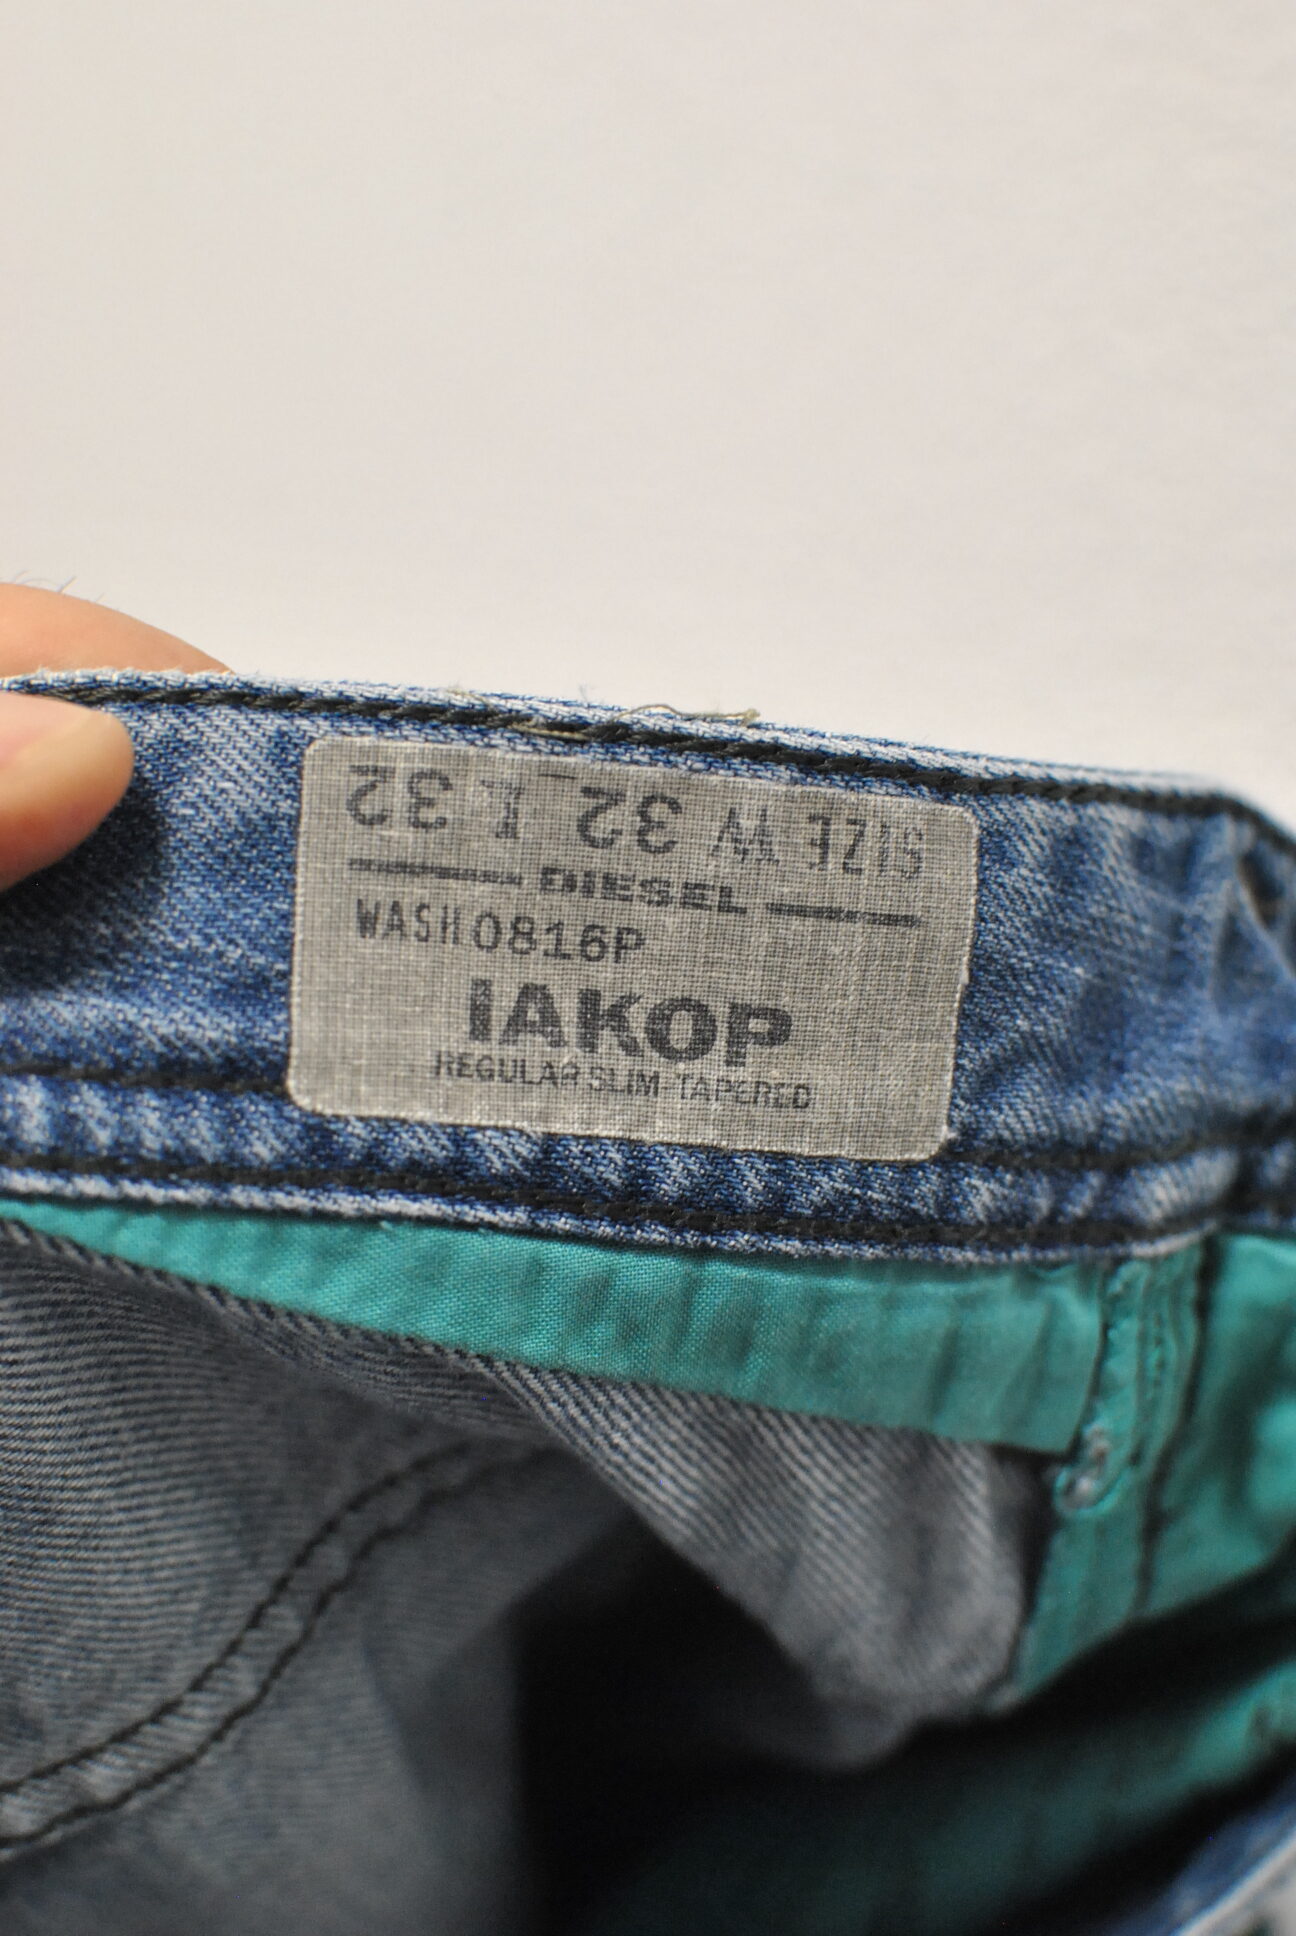 SIZE W 32 L 32
DIESEL
WASH 0816P
IAKOP
REGULAR SLIM-TAPERED